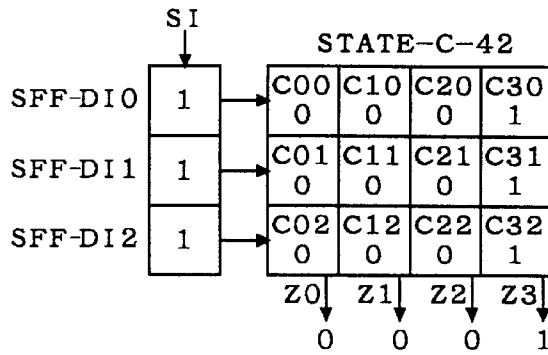 SI
STATE-C-42
SFF-DI0 1 C00 C10 C20 C30
0 0 0 1
SFF-DI1 1 C01 C11 C21 C31
0 0 0 1
SFF-DI2 1 C02 C12 C22 C32
0 0 0 1
Z0 Z1 Z2 Z3
0 0 0 1